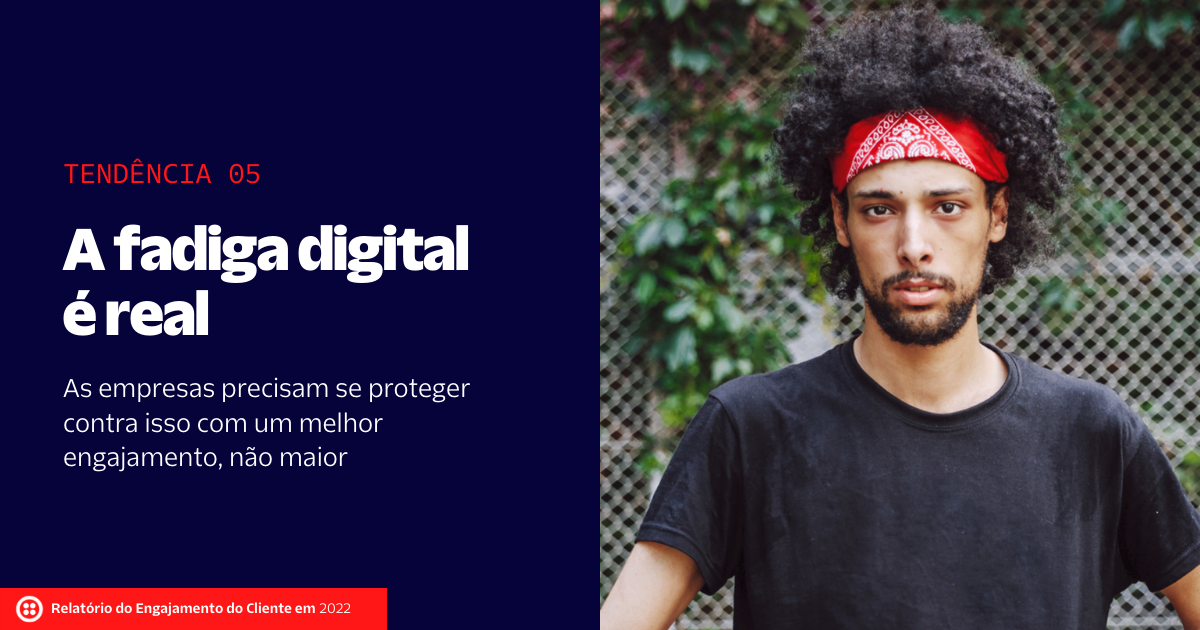 TENDÊNCIA 05
A fadiga digital
é real
As empresas precisam se proteger
contra isso com um melhor
engajamento, não maior
Relatório do Engajamento do Cliente em 2022